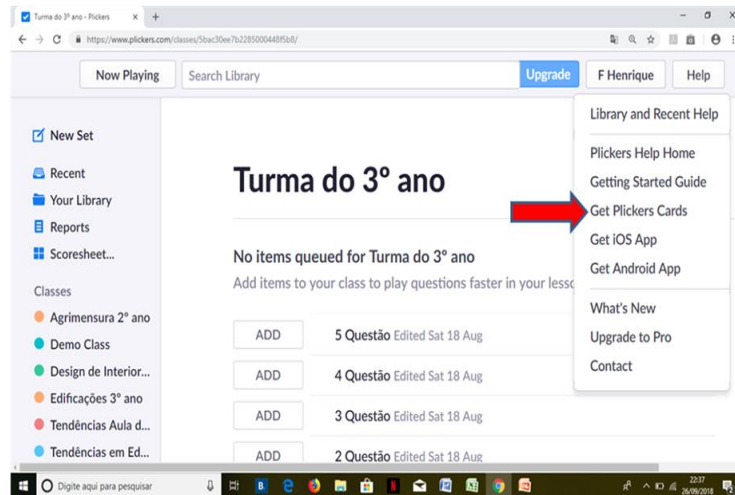 Turma do 3º ano - Plickers
https://www.plickers.com/classes/5bac30ee7b2285000448f5b8/
Now Playing
Search Library
Upgrade
F Henrique
Help
New Set
Recent
Your Library
Reports
Scoresheet...
Classes
Agrimensura 2º ano
Demo Class
Design de Interior...
Edificações 3º ano
Tendências Aula d...
Tendências em Ed...
Turma do 3º ano
No items queued for Turma do 3º ano
Add items to your class to play questions faster in your less
ADD 5 Questão Edited Sat 18 Aug
ADD 4 Questão Edited Sat 18 Aug
ADD 3 Questão Edited Sat 18 Aug
ADD 2 Questão Edited Sat 18 Aug
Library and Recent Help
Plickers Help Home
Getting Started Guide
Get Plickers Cards
Get iOS App
Get Android App
What's New
Upgrade to Pro
Contact
Digite aqui para pesquisar
22:37
26/09/2018